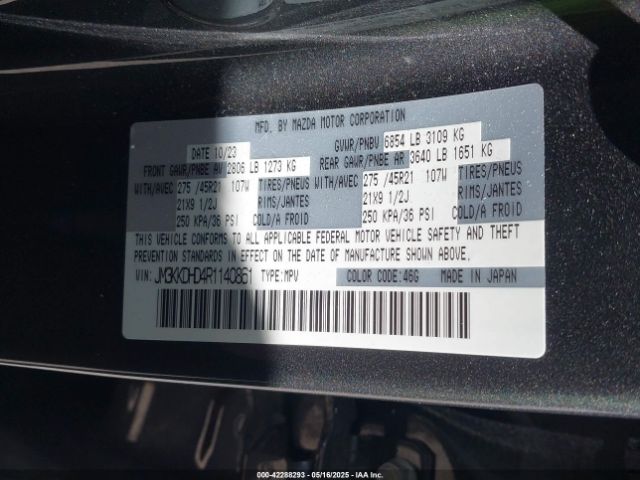 MFD. BY MAZDA MOTOR CORPORATION
DATE 10/23 GVWR/PNBV 6854 LB 3109 KG
FRONT GAWR/PNBE AV 2806 LB 1273 KG REAR GAWR/PNBE AR 3640 LB 1651 KG
WITH/AVEC 275 /45R21 107W TIRES/PNEUS WITH/AVEC 275 /45R21 107W TIRES/PNEUS
21X9 1/2J RIMS/JANTES 21X9 1/2J RIMS/JANTES
250 KPA/36 PSI COLD/A FROID 250 KPA/36 PSI COLD/A FROID
THIS VEHICLE CONFORMS TO ALL APPLICABLE FEDERAL MOTOR VEHICLE SAFETY AND THEFT
PREVENTION STANDARDS IN EFFECT ON THE DATE OF MANUFACTURE SHOWN ABOVE.
VIN: JM3KKDHD4R1140861 TYPE:MPV COLOR CODE:46G MADE IN JAPAN
000-42288293 - 05/16/2025 - IAAI, Inc.